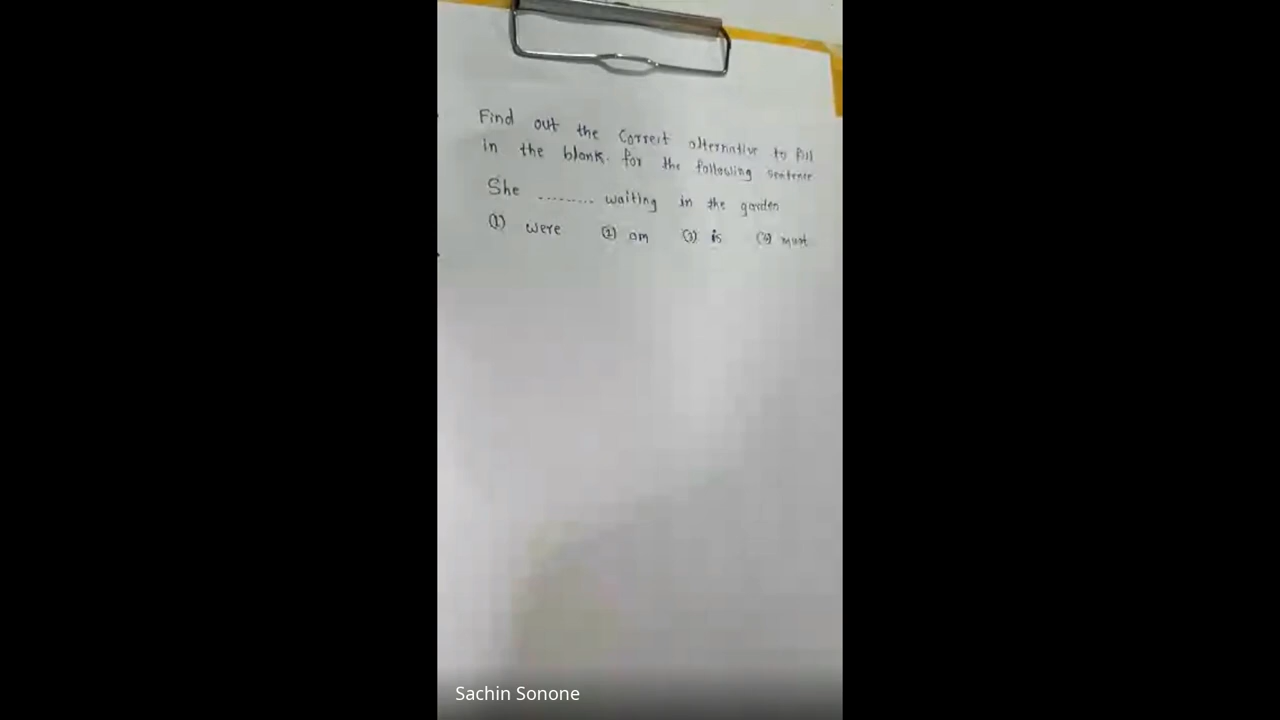 Find out the Correct alternative to fill
in the blank. for the following sentence
She ......... waiting in the garden
(1) were (2) am (3) is (4) must
Sachin Sonone